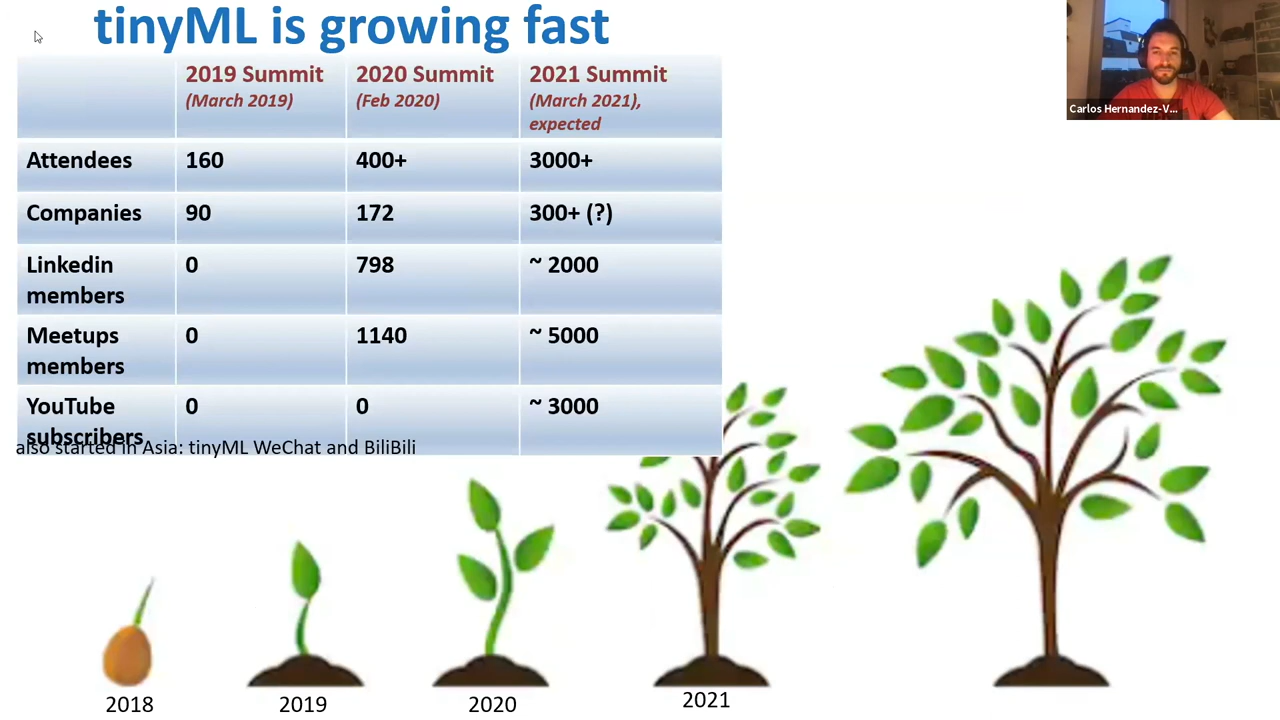 tinyML is growing fast
2019 Summit
(March 2019)
2020 Summit
(Feb 2020)
2021 Summit
(March 2021),
expected
Attendees 160 400+ 3000+
Companies 90 172 300+ (?)
Linkedin
members
0 798 ~ 2000
Meetups
members
0 1140 ~ 5000
YouTube
subscribers
0 0 ~ 3000
also started in Asia: tinyML WeChat and BiliBili
2018 2019 2020 2021
Carlos Hernandez-V...